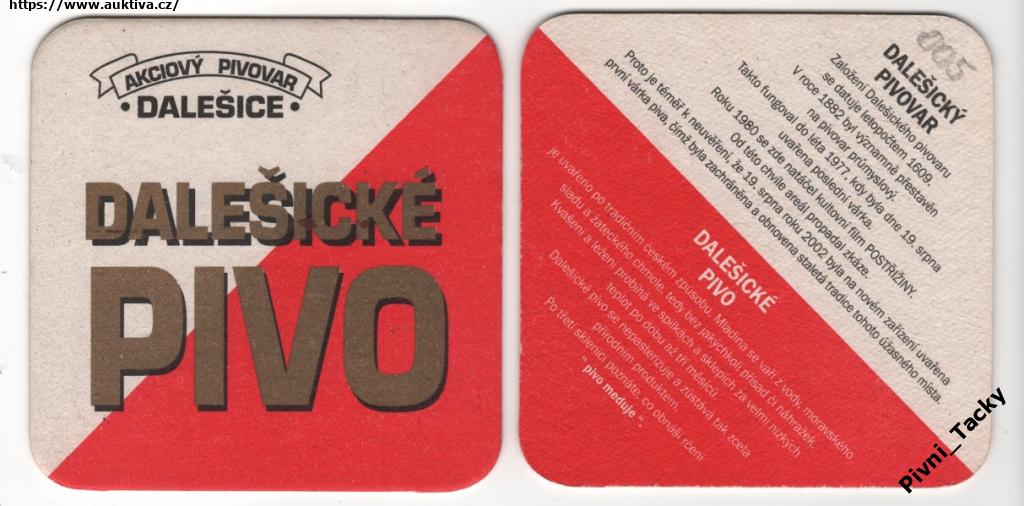 https://www.auktiva.cz/
AKCIOVÝ PIVOVAR
• DALEŠICE •
DALEŠICKÉ
PIVO
005
DALEŠICKÝ
PIVOVAR
Založení Dalešického pivovaru
se datuje letopočtem 1609.
V roce 1882 byl významně přestavěn
na pivovar průmyslový.
Takto fungoval do léta 1977, kdy byla dne 19. srpna
uvařena poslední várka.
Roku 1980 se zde natáčel kultovní film POSTŘIŽINY.
Od této chvíle areál propadal zkáze.
Proto je téměř k neuvěření, že 19. srpna roku 2002 byla na novém zařízení uvařena
první várka piva, čímž byla zachráněna a obnovena staletá tradice tohoto úžasného místa.
DALEŠICKÉ
PIVO
je uvařeno po tradičním českém způsobu. Mladina se vaří z vody, moravského
sladu a žateckého chmele, tedy bez jakýchkoli přísad či náhražek.
Kvašení a ležení probíhá ve spilkách a sklepích za velmi nízkých
teplot po dobu až tří měsíců.
Dalešické pivo se nepasterizuje a zůstává tak zcela
přírodním produktem.
Po třetí sklenici poznáte, co obnáší rčení
"pivo meduje".
Pivni_Tacky